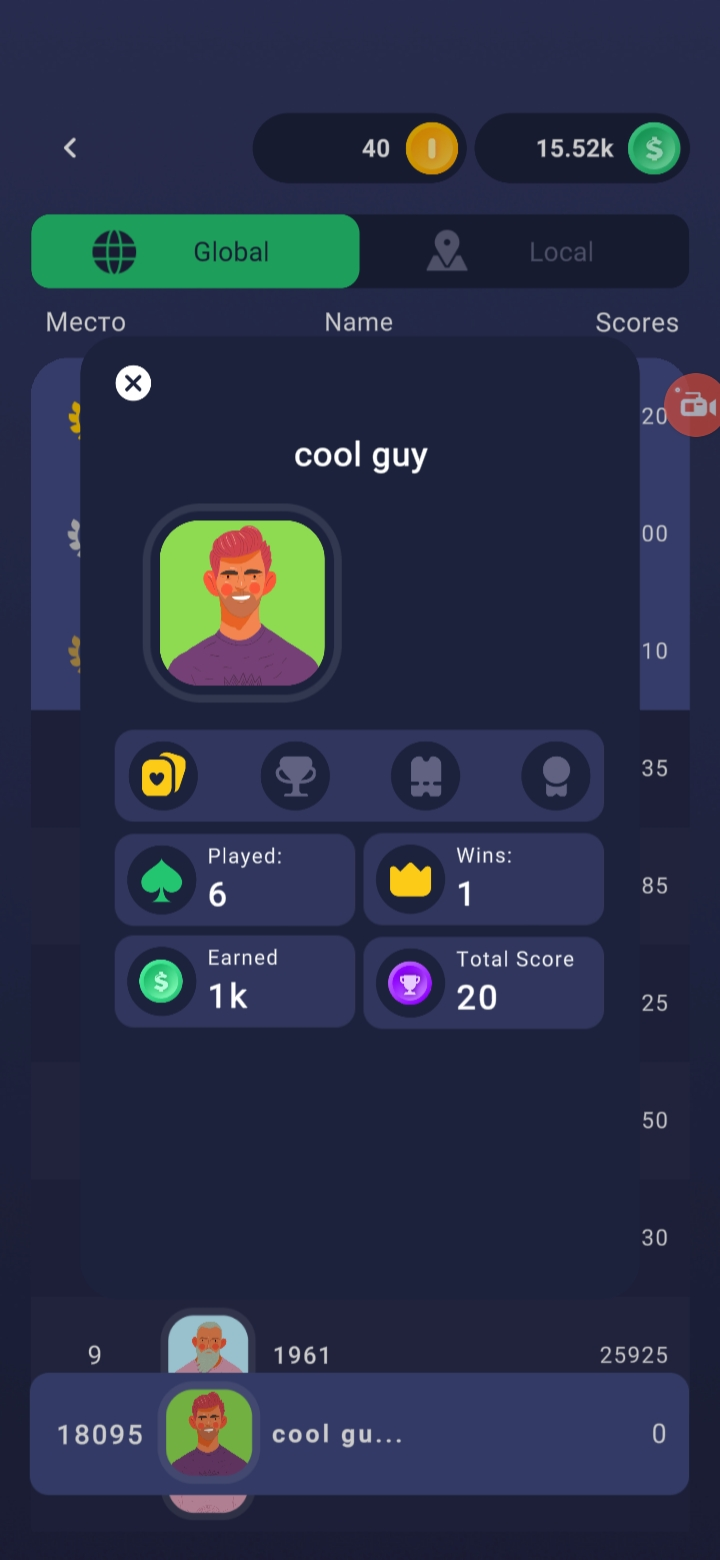 40
15.52k
Global
Local
Место
Name
Scores
20
cool guy
00
10
35
Played:
6
Wins:
1
85
Earned
1k
Total Score
20
25
50
30
9
1961
25925
18095
cool gu...
0